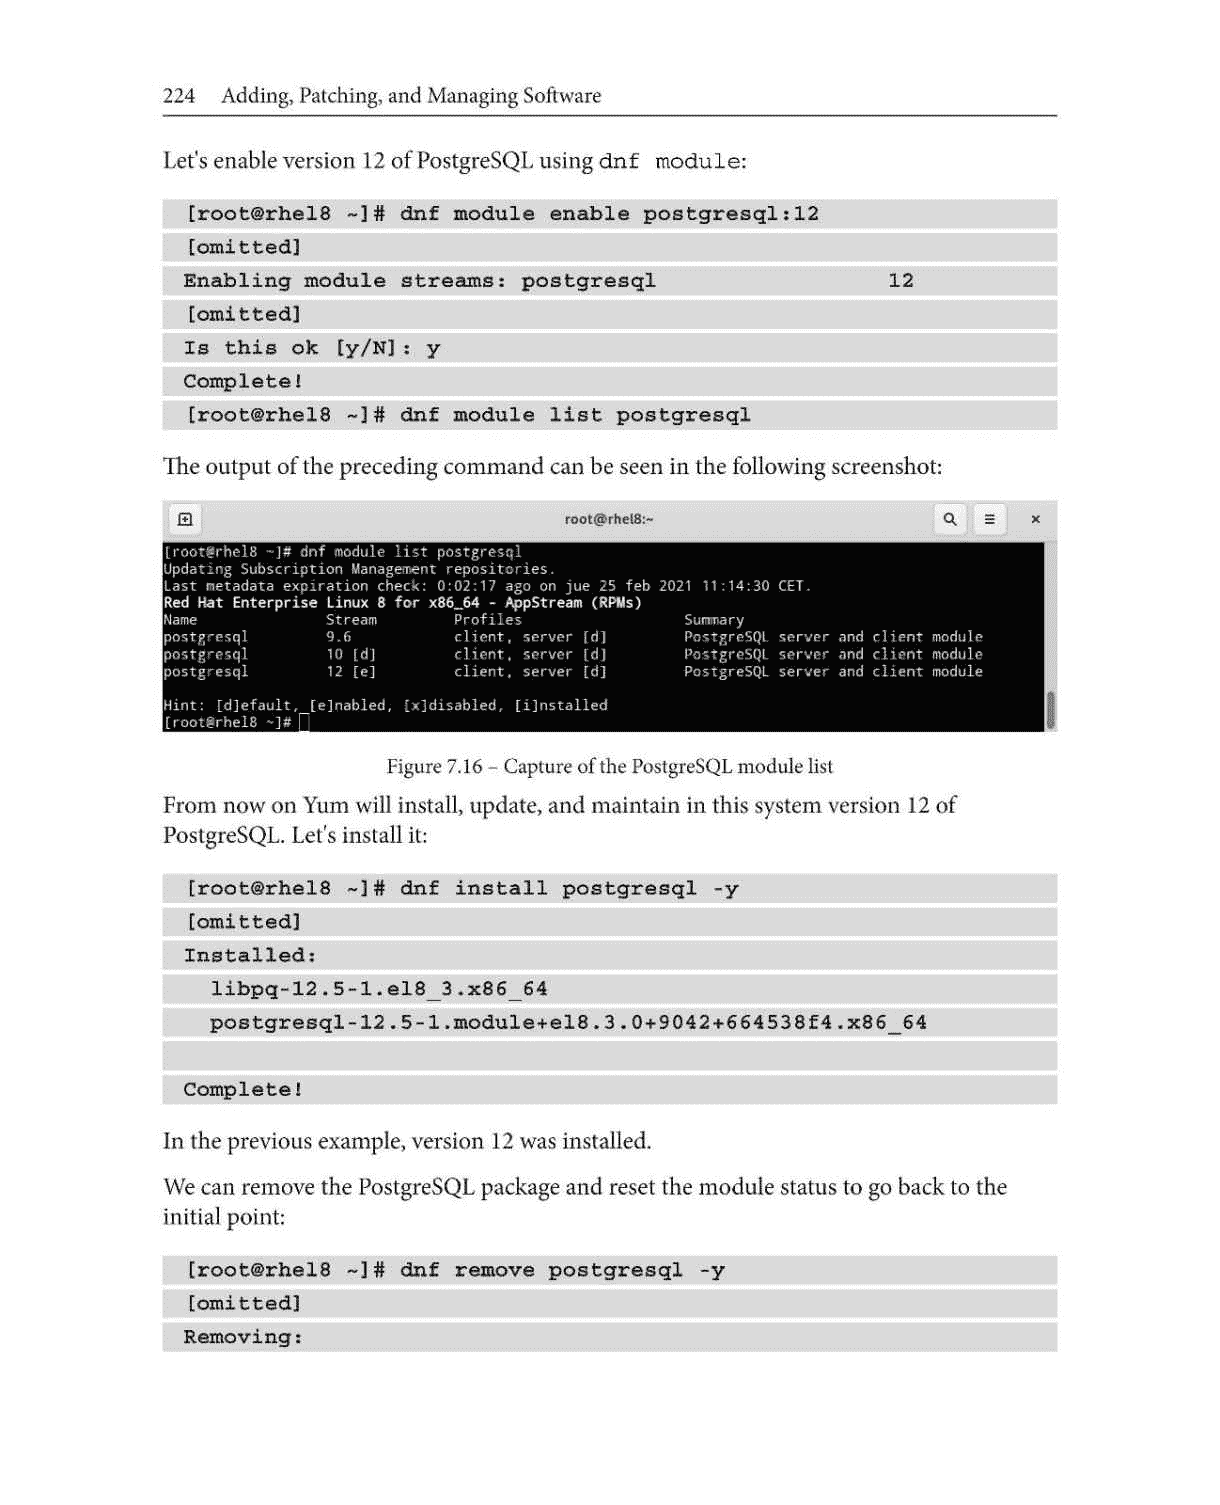 224 Adding, Patching, and Managing Software
Let's enable version 12 of PostgreSQL using dnf module:
[root@rhel8 ~]# dnf module enable postgresql:12
[omitted]
Enabling module streams: postgresql 12
[omitted]
Is this ok [y/N]: y
Complete!
[root@rhel8 ~]# dnf module list postgresql
The output of the preceding command can be seen in the following screenshot:
root@rhel8:~
[root@rhel8 ~]# dnf module list postgresql
Updating Subscription Management repositories.
Last metadata expiration check: 0:02:17 ago on jue 25 feb 2021 11:14:30 CET.
Red Hat Enterprise Linux 8 for x86_64 - AppStream (RPMs)
Name Stream Profiles Summary
postgresql 9.6 client, server [d] PostgreSQL server and client module
postgresql 10 [d] client, server [d] PostgreSQL server and client module
postgresql 12 [e] client, server [d] PostgreSQL server and client module
Hint: [d]efault, [e]nabled, [x]disabled, [i]nstalled
[root@rhel8 ~]#
Figure 7.16 – Capture of the PostgreSQL module list
From now on Yum will install, update, and maintain in this system version 12 of
PostgreSQL. Let's install it:
[root@rhel8 ~]# dnf install postgresql -y
[omitted]
Installed:
libpq-12.5-1.el8_3.x86_64
postgresql-12.5-1.module+el8.3.0+9042+664538f4.x86_64
Complete!
In the previous example, version 12 was installed.
We can remove the PostgreSQL package and reset the module status to go back to the
initial point:
[root@rhel8 ~]# dnf remove postgresql -y
[omitted]
Removing: